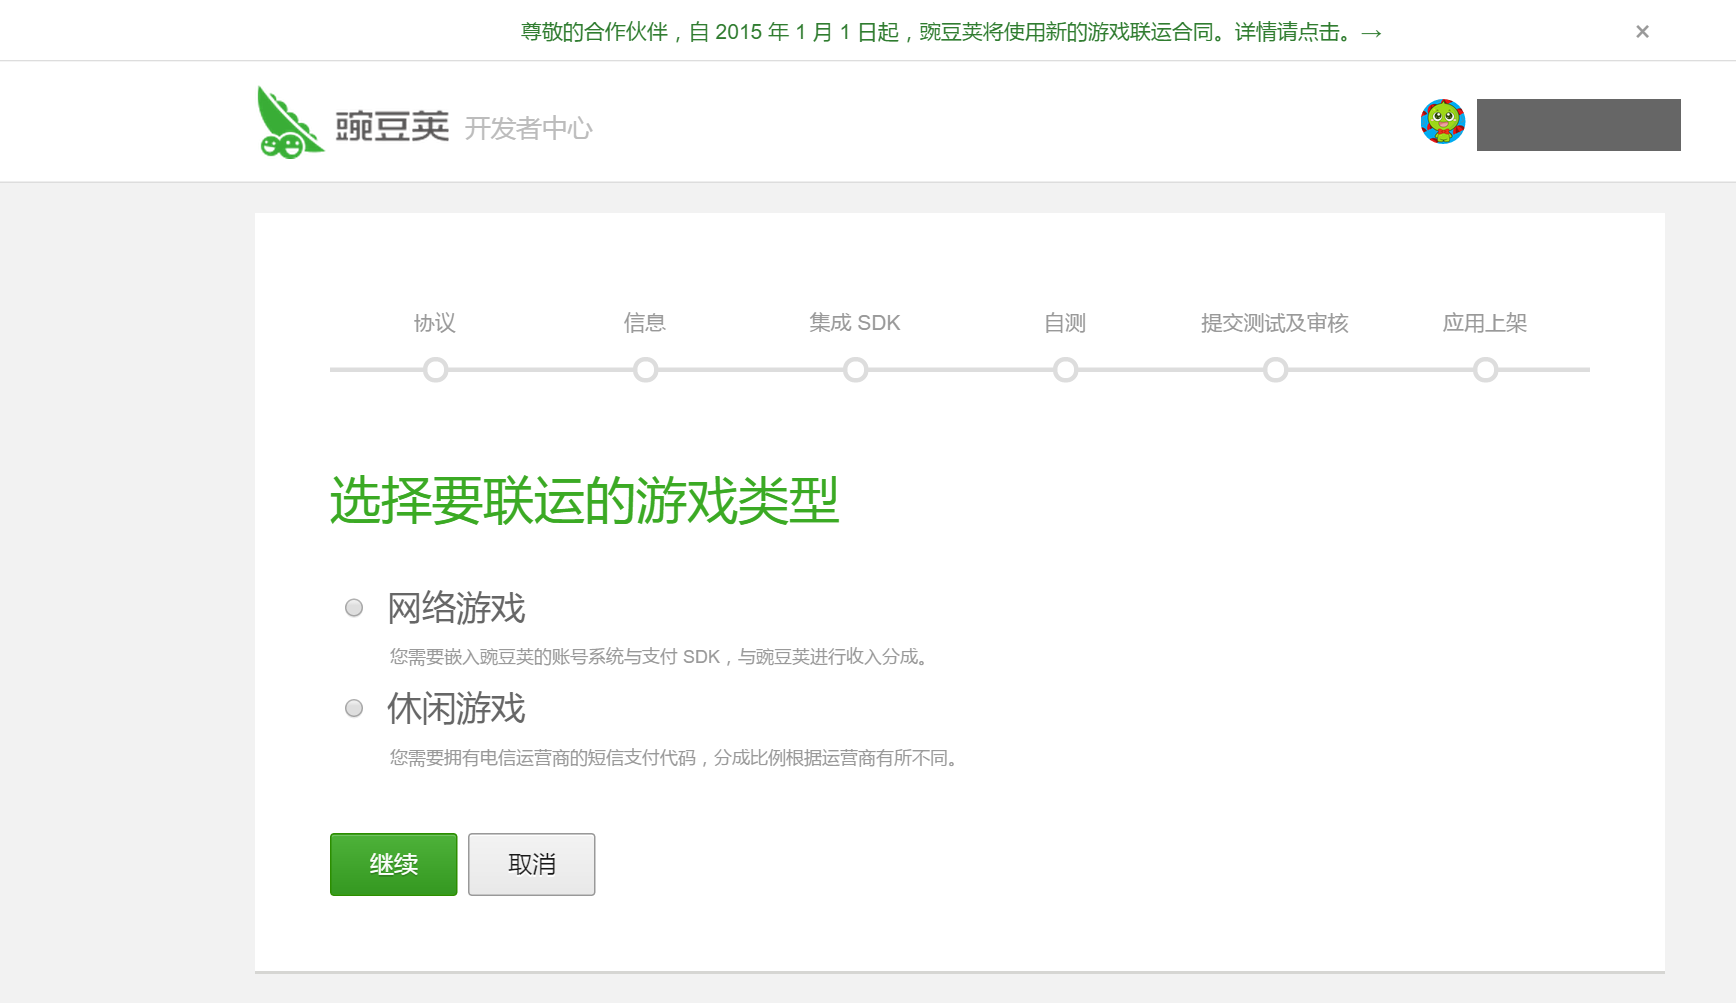 尊敬的合作伙伴，自 2015 年 1 月 1 日起，豌豆荚将使用新的游戏联运合同。详情请点击。→ ×
豌豆荚 开发者中心
协议 信息 集成 SDK 自测 提交测试及审核 应用上架
选择要联运的游戏类型
网络游戏
您需要嵌入豌豆荚的账号系统与支付 SDK，与豌豆荚进行收入分成。
休闲游戏
您需要拥有电信运营商的短信支付代码，分成比例根据运营商有所不同。
继续 取消